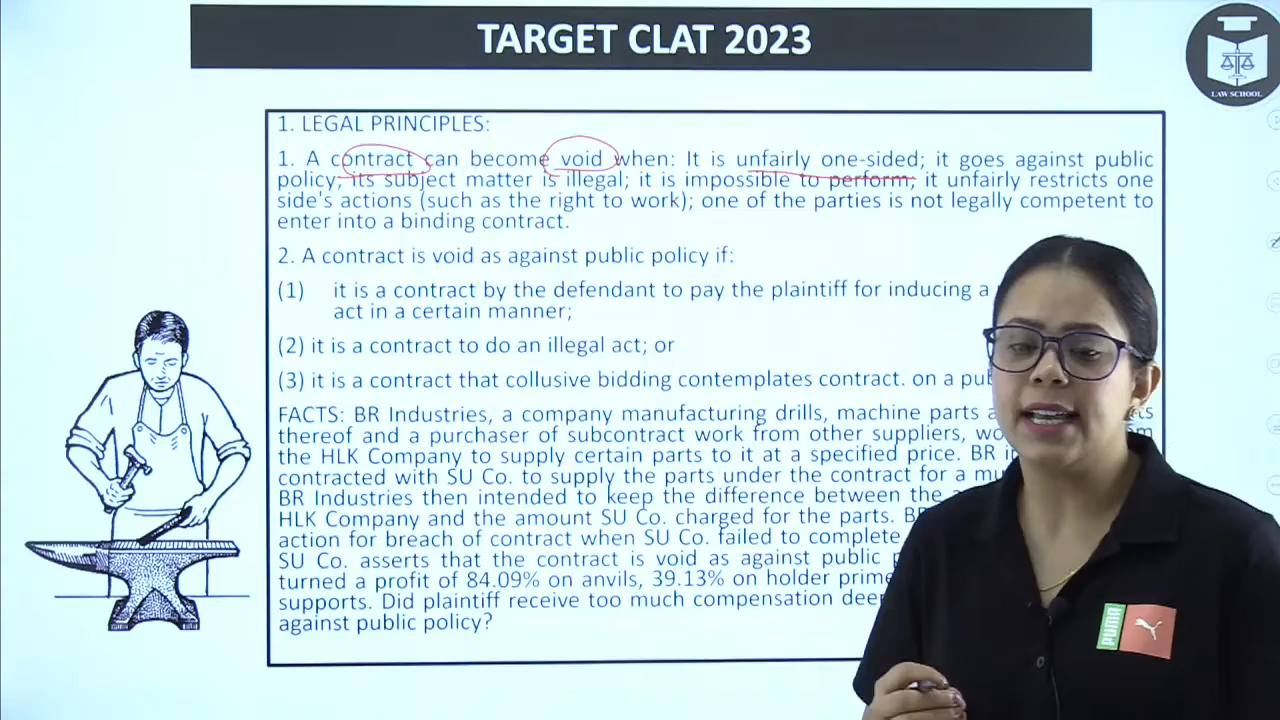 TARGET CLAT 2023
LAW SCHOOL
1. LEGAL PRINCIPLES:
1. A contract can become void when: It is unfairly one-sided; it goes against public
policy; its subject matter is illegal; it is impossible to perform; it unfairly restricts one
side's actions (such as the right to work); one of the parties is not legally competent to
enter into a binding contract.
2. A contract is void as against public policy if:
(1) it is a contract by the defendant to pay the plaintiff for inducing a
act in a certain manner;
(2) it is a contract to do an illegal act; or
(3) it is a contract that collusive bidding contemplates contract. on a
FACTS: BR Industries, a company manufacturing drills, machine parts
thereof and a purchaser of subcontract work from other suppliers,
the HLK Company to supply certain parts to it at a specified price. BR
contracted with SU Co. to supply the parts under the contract for a
BR Industries then intended to keep the difference between the
HLK Company and the amount SU Co. charged for the parts.
action for breach of contract when SU Co. failed to complete
SU Co. asserts that the contract is void as against public
turned a profit of 84.09% on anvils, 39.13% on holder
supports. Did plaintiff receive too much compensation
against public policy?
PUMA